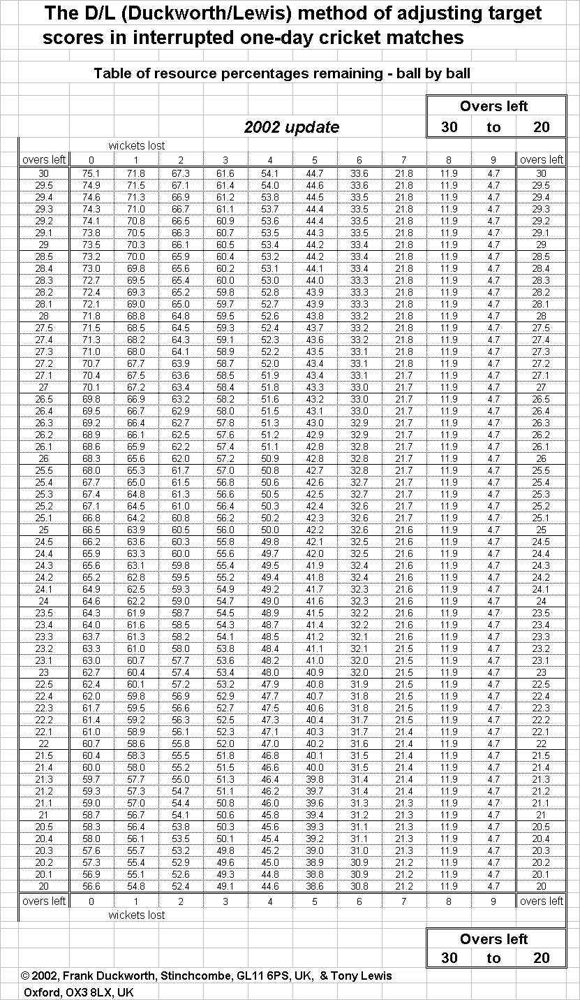 The D/L (Duckworth/Lewis) method of adjusting target
scores in interrupted one-day cricket matches
Table of resource percentages remaining - ball by ball
Overs left
2002 update 30 to 20
wickets lost
overs left 0 1 2 3 4 5 6 7 8 9 overs left
30 75.1 71.8 67.3 61.6 54.1 44.7 33.6 21.8 11.9 4.7 30
29.5 74.9 71.5 67.1 61.4 54.0 44.6 33.6 21.8 11.9 4.7 29.5
29.4 74.6 71.3 66.9 61.2 53.8 44.5 33.5 21.8 11.9 4.7 29.4
29.3 74.3 71.0 66.7 61.1 53.7 44.4 33.5 21.8 11.9 4.7 29.3
29.2 74.1 70.8 66.5 60.9 53.6 44.4 33.5 21.8 11.9 4.7 29.2
29.1 73.8 70.5 66.3 60.7 53.5 44.3 33.5 21.8 11.9 4.7 29.1
29 73.5 70.3 66.1 60.5 53.4 44.2 33.4 21.8 11.9 4.7 29
28.5 73.2 70.0 65.9 60.4 53.2 44.2 33.4 21.8 11.9 4.7 28.5
28.4 73.0 69.8 65.6 60.2 53.1 44.1 33.4 21.8 11.9 4.7 28.4
28.3 72.7 69.5 65.4 60.0 53.0 44.0 33.3 21.8 11.9 4.7 28.3
28.2 72.4 69.3 65.2 59.8 52.8 43.9 33.3 21.8 11.9 4.7 28.2
28.1 72.1 69.0 65.0 59.7 52.7 43.9 33.3 21.8 11.9 4.7 28.1
28 71.8 68.8 64.8 59.5 52.6 43.8 33.2 21.8 11.9 4.7 28
27.5 71.5 68.5 64.5 59.3 52.4 43.7 33.2 21.8 11.9 4.7 27.5
27.4 71.3 68.2 64.3 59.1 52.3 43.6 33.2 21.8 11.9 4.7 27.4
27.3 71.0 68.0 64.1 58.9 52.2 43.5 33.1 21.8 11.9 4.7 27.3
27.2 70.7 67.7 63.9 58.7 52.0 43.4 33.1 21.8 11.9 4.7 27.2
27.1 70.4 67.5 63.6 58.5 51.9 43.4 33.1 21.8 11.9 4.7 27.1
27 70.1 67.2 63.4 58.4 51.8 43.3 33.0 21.7 11.9 4.7 27
26.5 69.8 66.9 63.2 58.2 51.6 43.2 33.0 21.7 11.9 4.7 26.5
26.4 69.5 66.7 62.9 58.0 51.5 43.1 33.0 21.7 11.9 4.7 26.4
26.3 69.2 66.4 62.7 57.8 51.3 43.0 32.9 21.7 11.9 4.7 26.3
26.2 68.9 66.1 62.5 57.6 51.2 42.9 32.9 21.7 11.9 4.7 26.2
26.1 68.6 65.9 62.2 57.4 51.1 42.8 32.8 21.7 11.9 4.7 26.1
26 68.3 65.6 62.0 57.2 50.9 42.8 32.8 21.7 11.9 4.7 26
25.5 68.0 65.3 61.7 57.0 50.8 42.7 32.8 21.7 11.9 4.7 25.5
25.4 67.7 65.0 61.5 56.8 50.6 42.6 32.7 21.7 11.9 4.7 25.4
25.3 67.4 64.8 61.3 56.6 50.5 42.5 32.7 21.7 11.9 4.7 25.3
25.2 67.1 64.5 61.0 56.4 50.3 42.4 32.6 21.7 11.9 4.7 25.2
25.1 66.8 64.2 60.8 56.2 50.2 42.3 32.6 21.7 11.9 4.7 25.1
25 66.5 63.9 60.5 56.0 50.0 42.2 32.6 21.6 11.9 4.7 25
24.5 66.2 63.6 60.3 55.8 49.8 42.1 32.5 21.6 11.9 4.7 24.5
24.4 65.9 63.3 60.0 55.6 49.7 42.0 32.5 21.6 11.9 4.7 24.4
24.3 65.6 63.1 59.8 55.4 49.5 41.9 32.4 21.6 11.9 4.7 24.3
24.2 65.2 62.8 59.5 55.2 49.4 41.8 32.4 21.6 11.9 4.7 24.2
24.1 64.9 62.5 59.3 54.9 49.2 41.7 32.3 21.6 11.9 4.7 24.1
24 64.6 62.2 59.0 54.7 49.0 41.6 32.3 21.6 11.9 4.7 24
23.5 64.3 61.9 58.7 54.5 48.9 41.5 32.2 21.6 11.9 4.7 23.5
23.4 64.0 61.6 58.5 54.3 48.7 41.4 32.2 21.6 11.9 4.7 23.4
23.3 63.7 61.3 58.2 54.1 48.5 41.2 32.1 21.6 11.9 4.7 23.3
23.2 63.3 61.0 58.0 53.8 48.4 41.1 32.1 21.5 11.9 4.7 23.2
23.1 63.0 60.7 57.7 53.6 48.2 41.0 32.0 21.5 11.9 4.7 23.1
23 62.7 60.4 57.4 53.4 48.0 40.9 32.0 21.5 11.9 4.7 23
22.5 62.4 60.1 57.2 53.2 47.9 40.8 31.9 21.5 11.9 4.7 22.5
22.4 62.0 59.8 56.9 52.9 47.7 40.7 31.8 21.5 11.9 4.7 22.4
22.3 61.7 59.5 56.6 52.7 47.5 40.6 31.8 21.5 11.9 4.7 22.3
22.2 61.4 59.2 56.3 52.5 47.3 40.4 31.7 21.5 11.9 4.7 22.2
22.1 61.0 58.9 56.1 52.3 47.1 40.3 31.7 21.4 11.9 4.7 22.1
22 60.7 58.6 55.8 52.0 47.0 40.2 31.6 21.4 11.9 4.7 22
21.5 60.4 58.3 55.5 51.8 46.8 40.1 31.5 21.4 11.9 4.7 21.5
21.4 60.0 58.0 55.2 51.5 46.6 40.0 31.5 21.4 11.9 4.7 21.4
21.3 59.7 57.7 55.0 51.3 46.4 39.8 31.4 21.4 11.9 4.7 21.3
21.2 59.3 57.3 54.7 51.1 46.2 39.7 31.4 21.4 11.9 4.7 21.2
21.1 59.0 57.0 54.4 50.8 46.0 39.6 31.3 21.3 11.9 4.7 21.1
21 58.7 56.7 54.1 50.6 45.8 39.4 31.2 21.3 11.9 4.7 21
20.5 58.3 56.4 53.8 50.3 45.6 39.3 31.1 21.3 11.9 4.7 20.5
20.4 58.0 56.1 53.5 50.1 45.4 39.2 31.1 21.3 11.9 4.7 20.4
20.3 57.6 55.7 53.2 49.8 45.2 39.0 31.0 21.3 11.9 4.7 20.3
20.2 57.3 55.4 52.9 49.6 45.0 38.9 30.9 21.2 11.9 4.7 20.2
20.1 56.9 55.1 52.6 49.3 44.8 38.8 30.9 21.2 11.9 4.7 20.1
20 56.6 54.8 52.4 49.1 44.6 38.6 30.8 21.2 11.9 4.7 20
overs left 0 1 2 3 4 5 6 7 8 9 overs left
wickets lost
Overs left
30 to 20
© 2002, Frank Duckworth, Stinchcombe, GL11 6PS, UK, & Tony Lewis
Oxford, OX3 8LX, UK